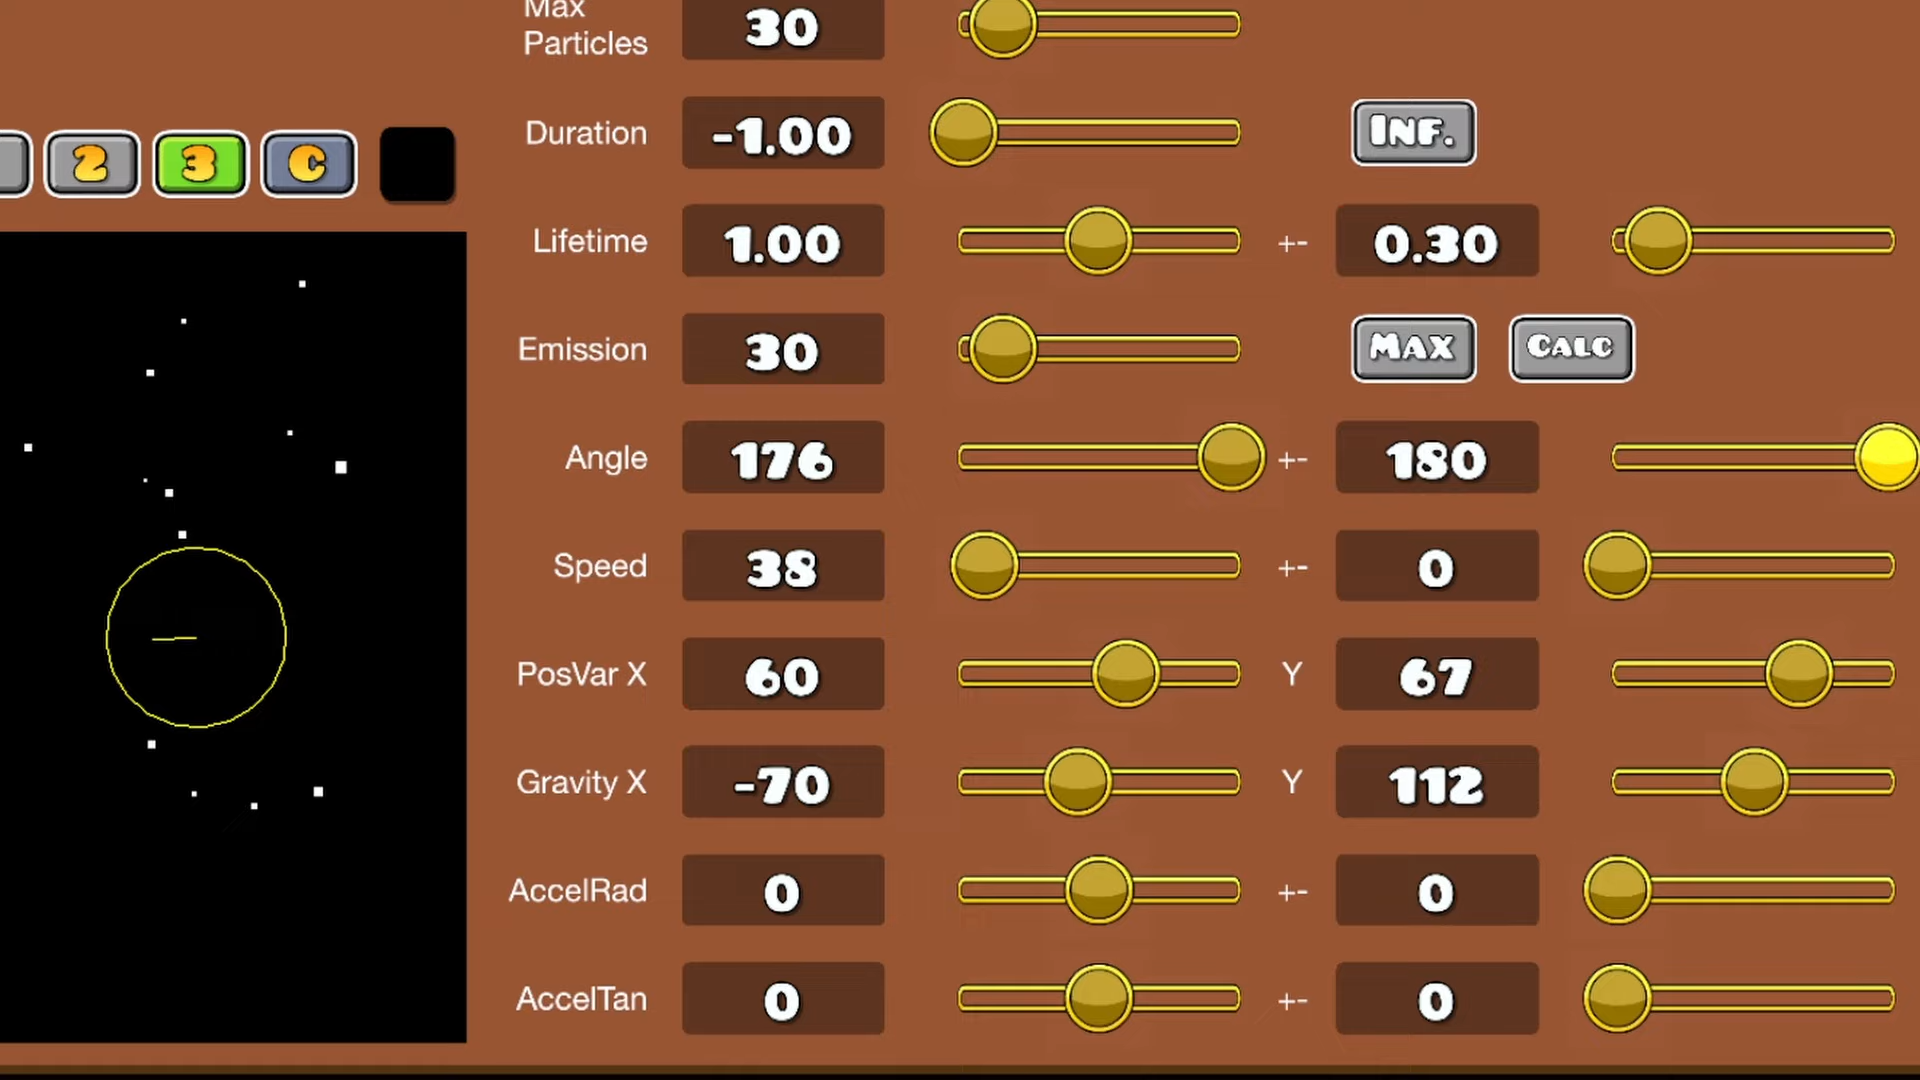 Max
Particles 30
Duration -1.00 INF.
2 3 C
Lifetime 1.00 +- 0.30
Emission 30 MAX CALC
Angle 176 +- 180
Speed 38 +- 0
PosVar X 60 Y 67
Gravity X -70 Y 112
AccelRad 0 +- 0
AccelTan 0 +- 0